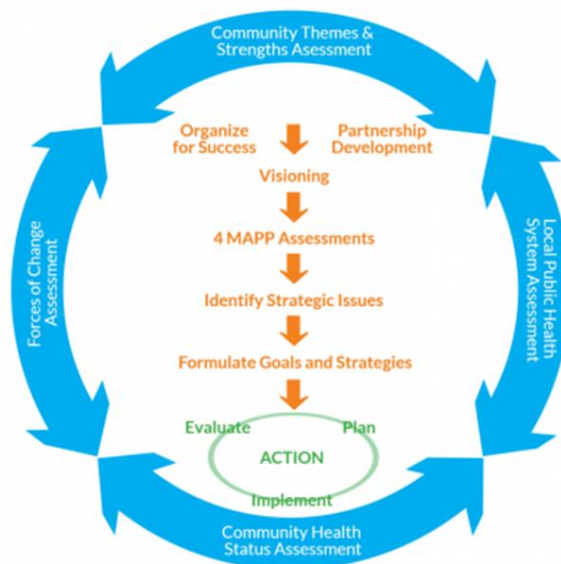 Community Themes &
Strengths Asessment
Organize
for Success
Partnership
Development
Visioning
4 MAPP Assessments
Identify Strategic Issues
Formulate Goals and Strategies
Evaluate
Plan
ACTION
Implement
Forces of Change
Assessment
Local Public Health
System Assessment
Community Health
Status Assessment